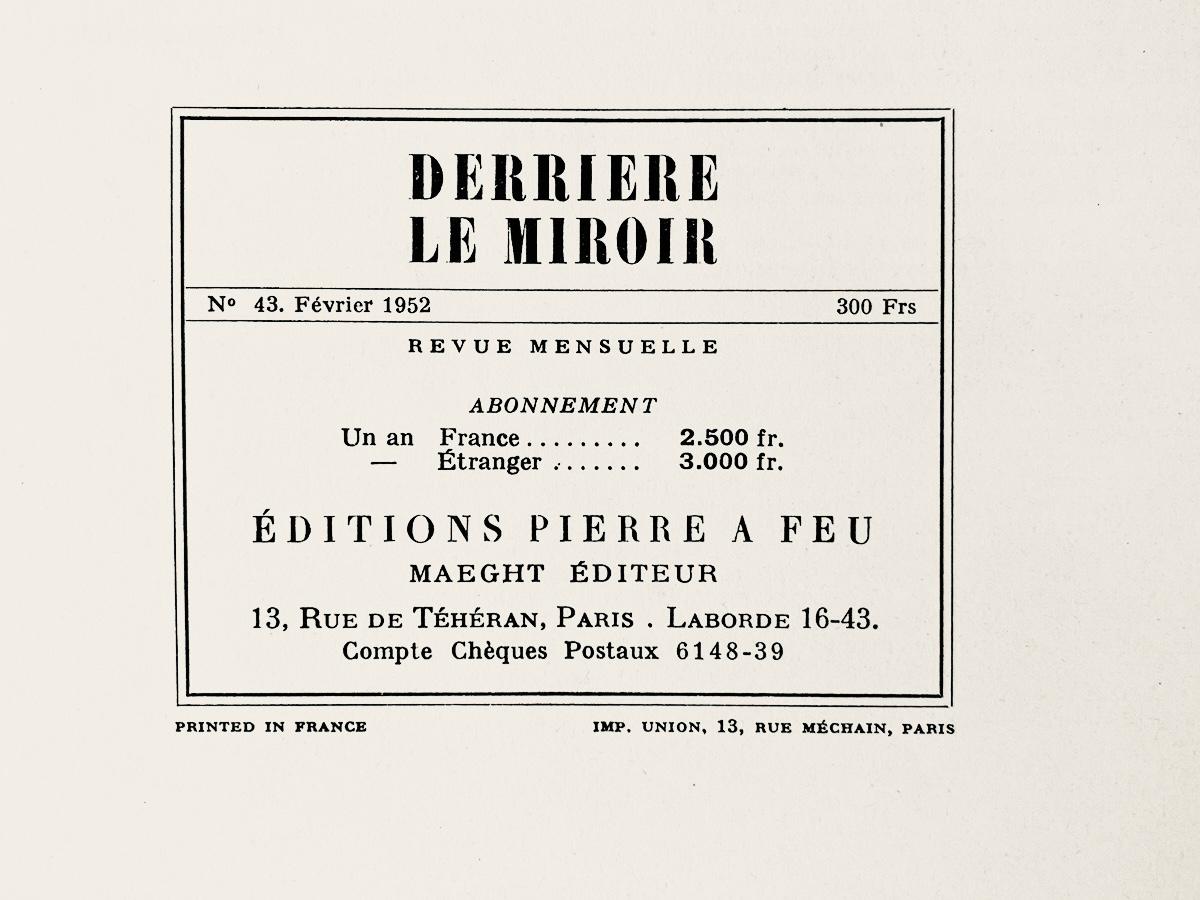 DERRIERE
LE MIROIR
Nº 43. Février 1952 300 Frs
REVUE MENSUELLE
ABONNEMENT
Un an France ......... 2.500 fr.
— Étranger ....... 3.000 fr.
ÉDITIONS PIERRE A FEU
MAEGHT ÉDITEUR
13, RUE DE TÉHÉRAN, PARIS . LABORDE 16-43.
Compte Chèques Postaux 6148-39
PRINTED IN FRANCE IMP. UNION, 13, RUE MÉCHAIN, PARIS